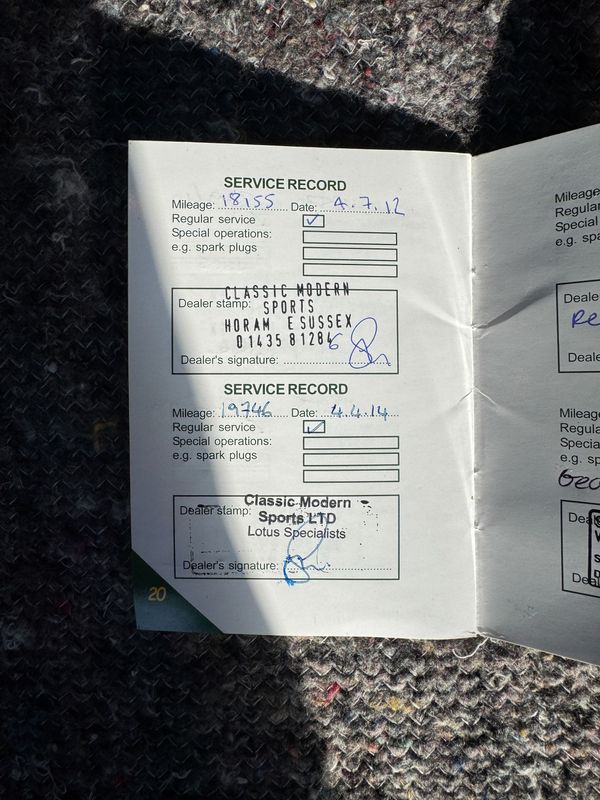 SERVICE RECORD
Mileage: 18155 Date: 4.7.12
Regular service ✓
Special operations:
e.g. spark plugs
CLASSIC MODERN
Dealer stamp: SPORTS
HORAM E SUSSEX
01435 812846
Dealer's signature:
SERVICE RECORD
Mileage: 19746 Date: 4.4.14
Regular service ✓
Special operations:
e.g. spark plugs
Classic Modern
Dealer stamp: Sports LTD
Lotus Specialists
Dealer's signature:
20
Mileage
Regular
Special
Deale
Deale
Mileage
Regula
Specia
e.g. sp
Dea
Deal